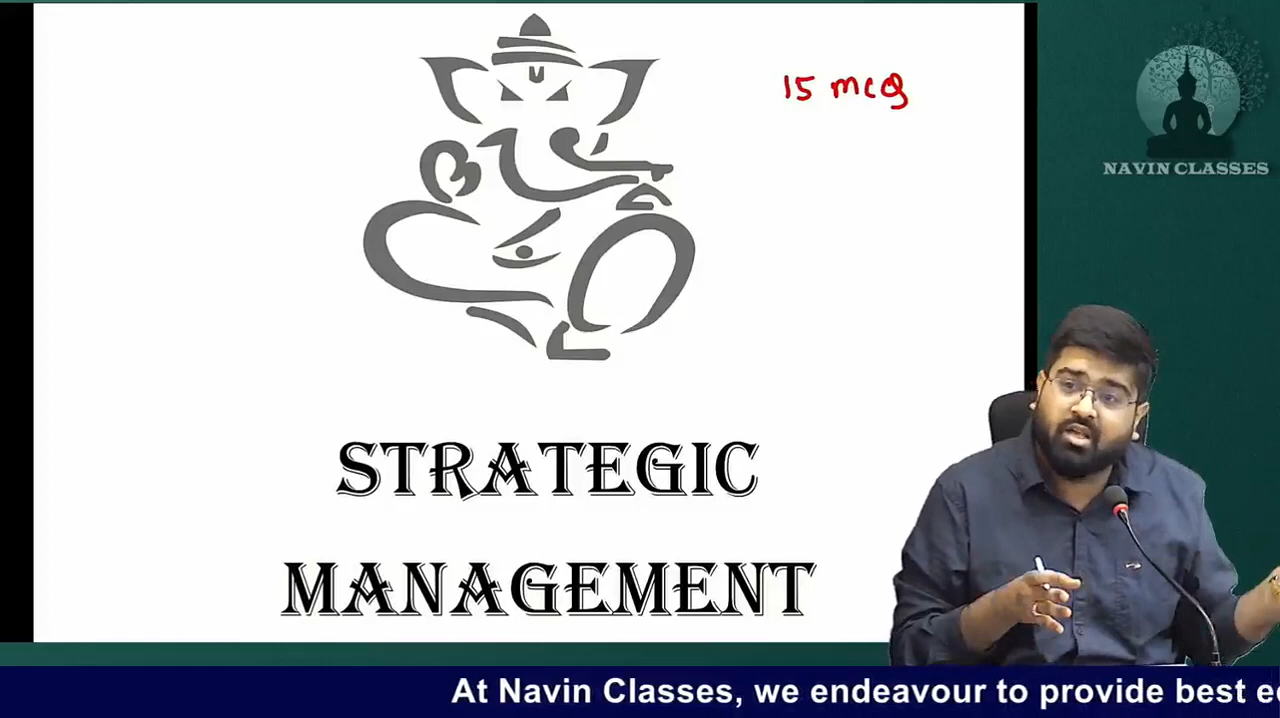 15 mcQ
NAVIN CLASSES
STRATEGIC
MANAGEMENT
At Navin Classes, we endeavour to provide best e